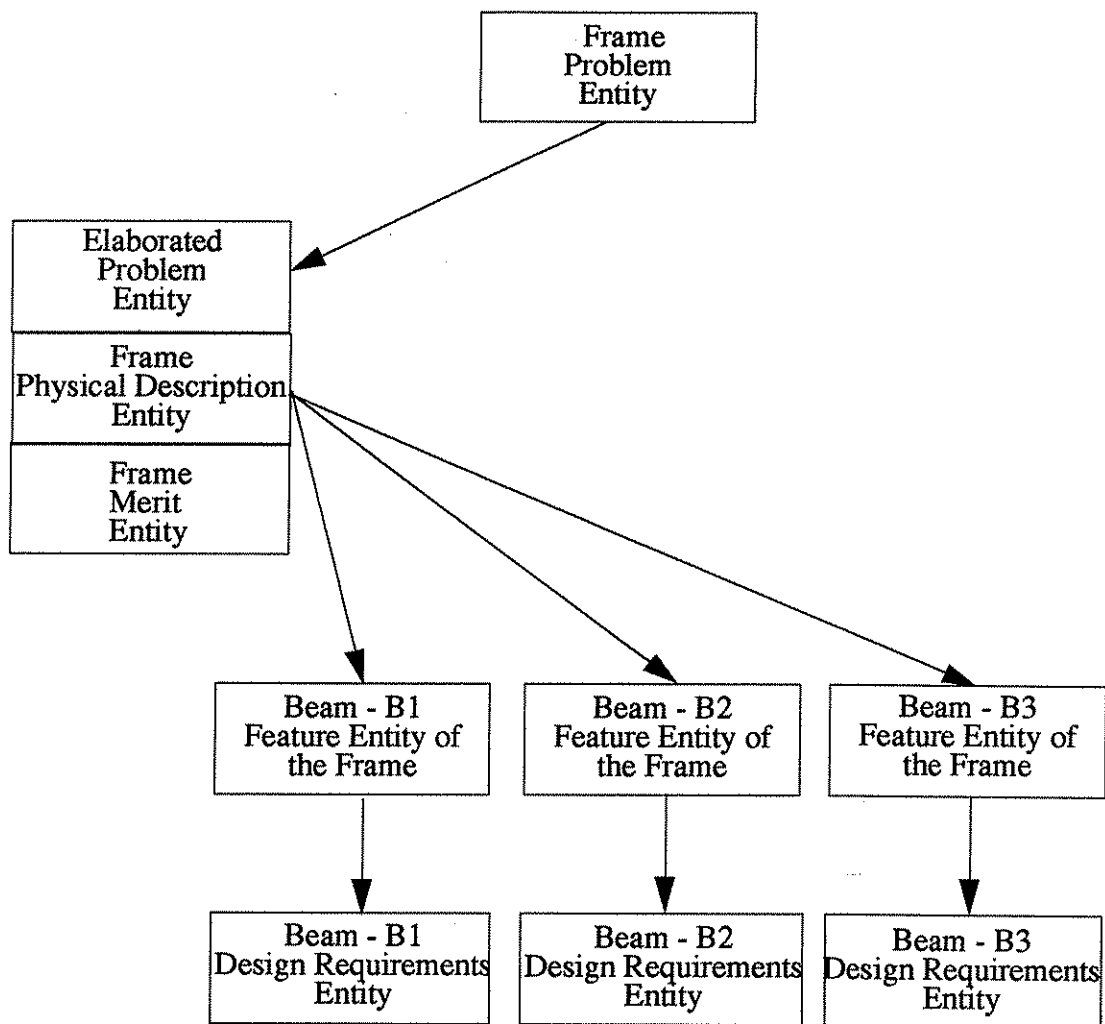 Frame
Problem
Entity
Elaborated
Problem
Entity
Frame
Physical Description
Entity
Frame
Merit
Entity
Beam - B1
Feature Entity of
the Frame
Beam - B2
Feature Entity of
the Frame
Beam - B3
Feature Entity of
the Frame
Beam - B1
Design Requirements
Entity
Beam - B2
Design Requirements
Entity
Beam - B3
Design Requirements
Entity